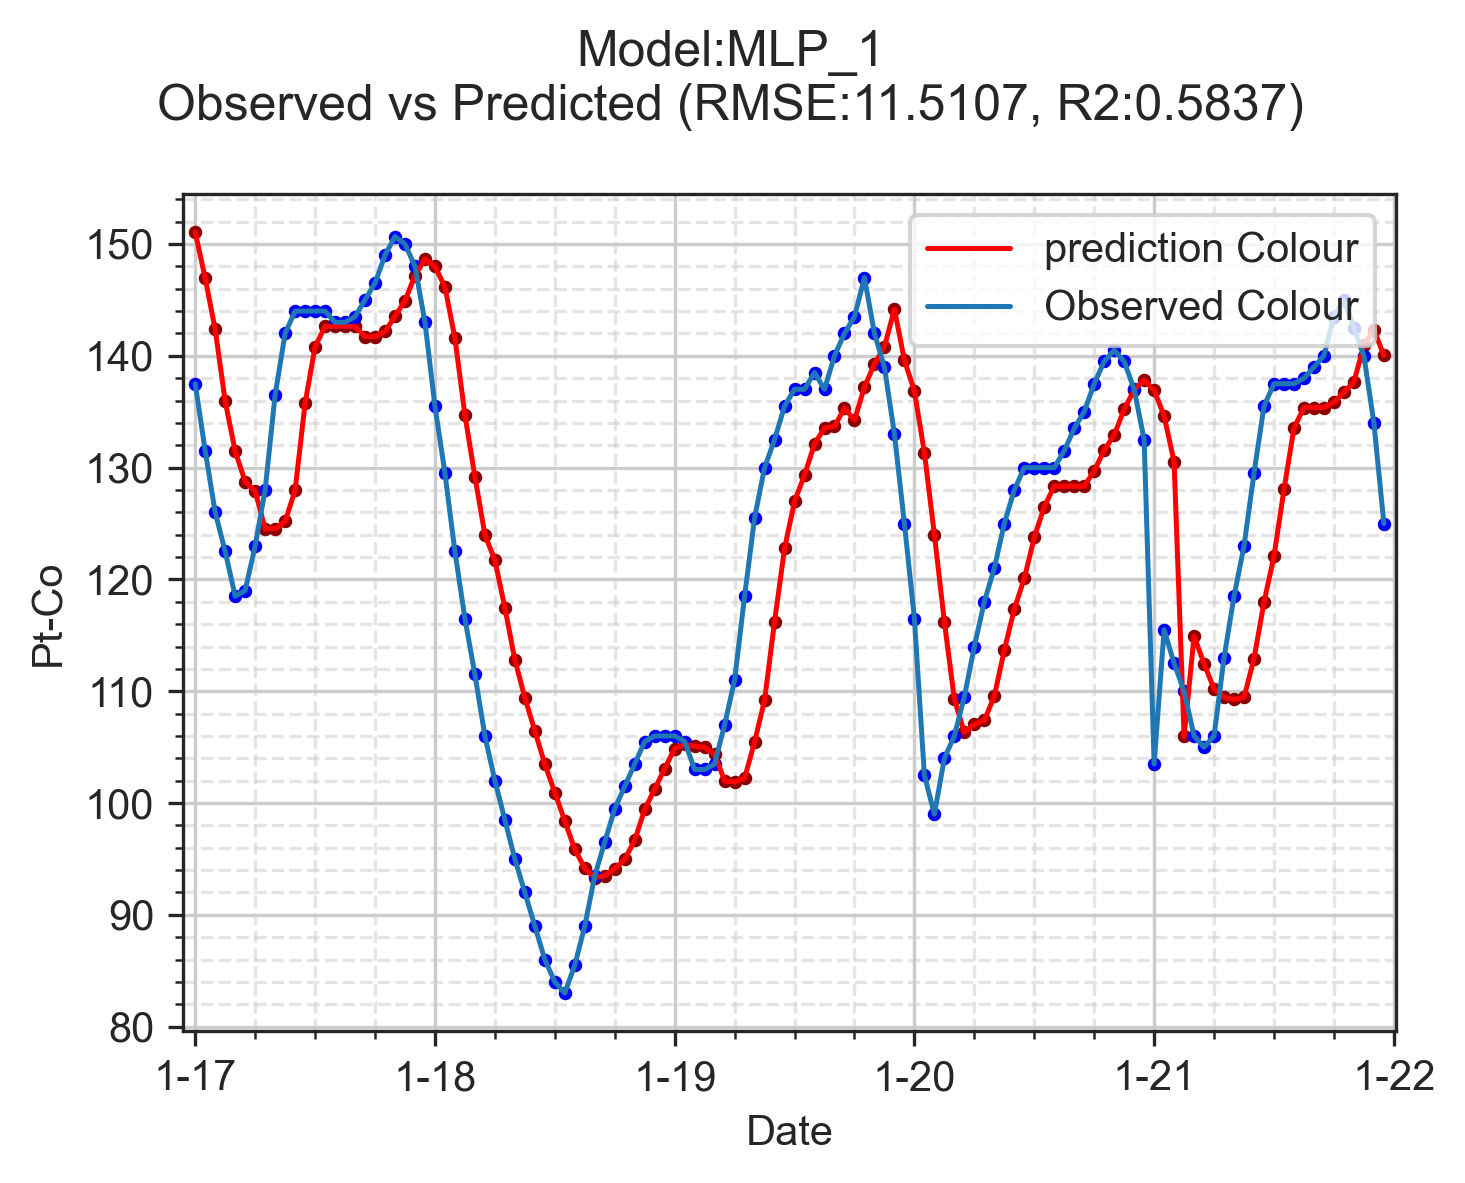 Model:MLP_1
Observed vs Predicted (RMSE:11.5107, R2:0.5837)
prediction Colour
Observed Colour
150
140
130
120
110
100
90
80
Pt-Co
1-17 1-18 1-19 1-20 1-21 1-22
Date